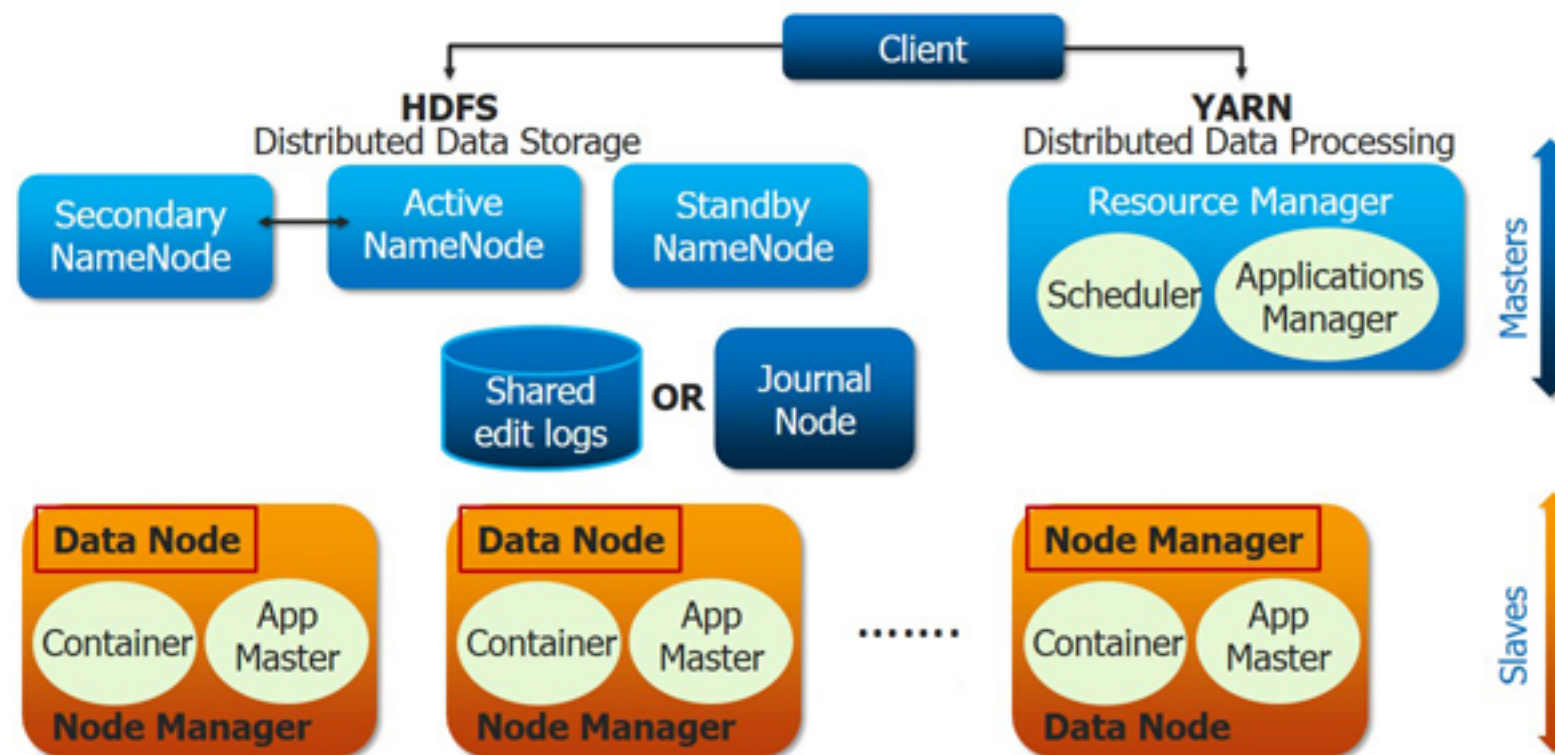 Client
HDFS
Distributed Data Storage
YARN
Distributed Data Processing
Secondary
NameNode
Active
NameNode
Standby
NameNode
Resource Manager
Scheduler
Applications
Manager
Masters
Shared
edit logs
OR
Journal
Node
Data Node
Container
App
Master
Node Manager
Data Node
Container
App
Master
Node Manager
.......
Node Manager
Container
App
Master
Data Node
Slaves